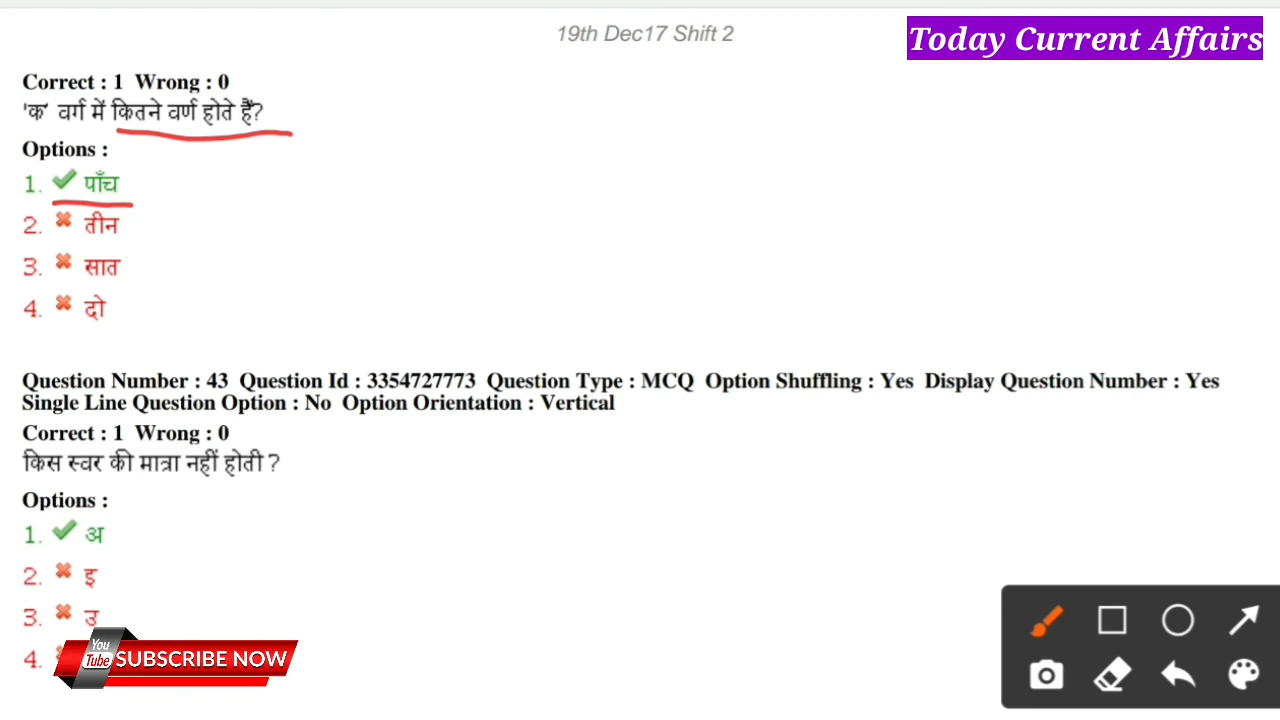 19th Dec17 Shift 2
Today Current Affairs
Correct : 1 Wrong : 0
'क' वर्ग में कितने वर्ण होते हैं?
Options :
1. पाँच
2. तीन
3. सात
4. दो
Question Number : 43 Question Id : 3354727773 Question Type : MCQ Option Shuffling : Yes Display Question Number : Yes
Single Line Question Option : No Option Orientation : Vertical
Correct : 1 Wrong : 0
किस स्वर की मात्रा नहीं होती ?
Options :
1. अ
2. इ
3. उ
4.
You Tube SUBSCRIBE NOW